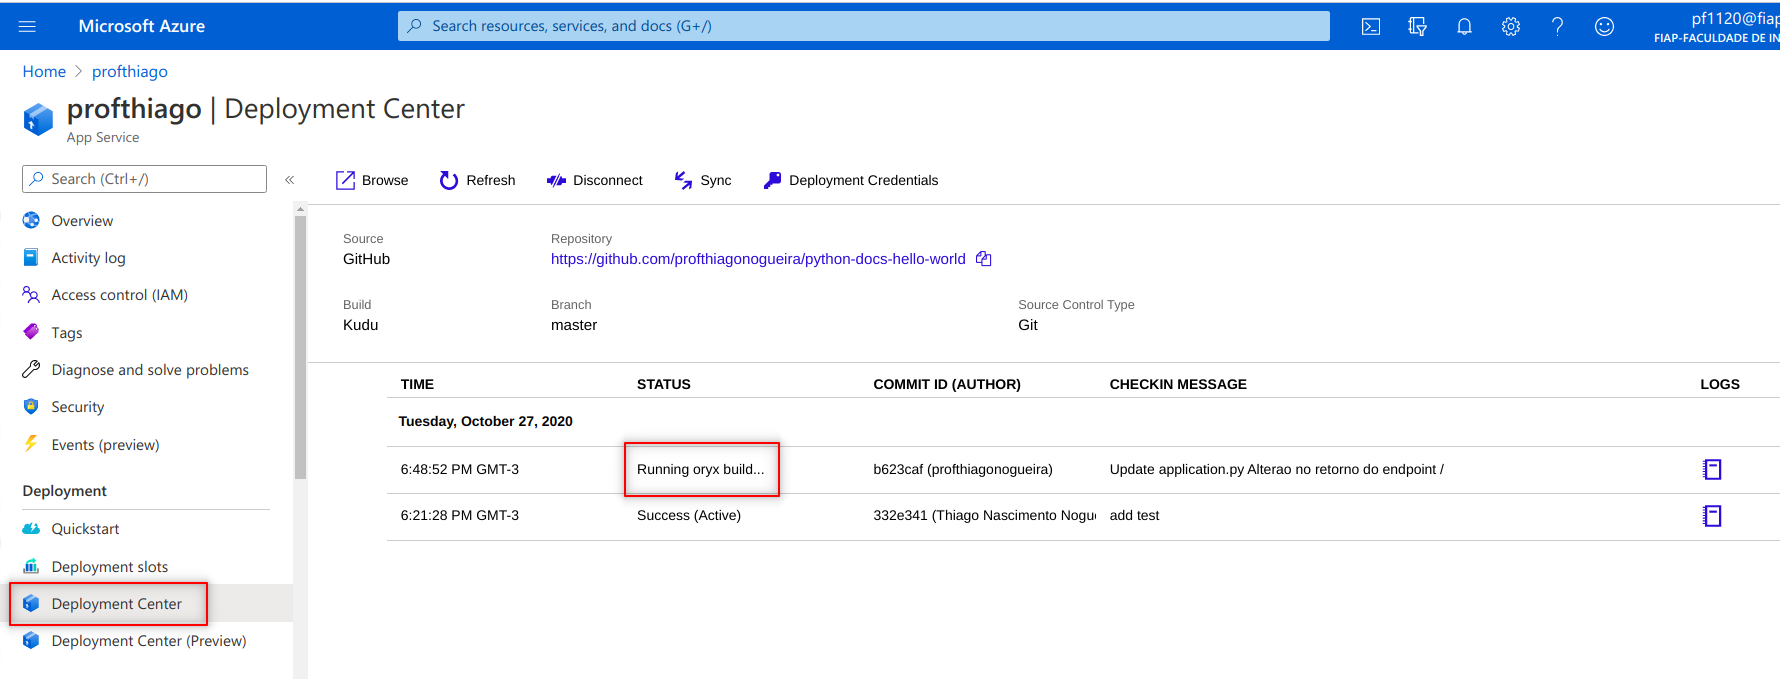 Microsoft Azure
Search resources, services, and docs (G+/)
pf1120@fiap
FIAP-FACULDADE DE IN
Home > profthiago
profthiago | Deployment Center
App Service
Search (Ctrl+/)
«
Browse
Refresh
Disconnect
Sync
Deployment Credentials
Overview
Activity log
Access control (IAM)
Tags
Diagnose and solve problems
Security
Events (preview)
Deployment
Quickstart
Deployment slots
Deployment Center
Deployment Center (Preview)
Source
GitHub
Repository
https://github.com/profthiagonogueira/python-docs-hello-world
Build
Kudu
Branch
master
Source Control Type
Git
TIME STATUS COMMIT ID (AUTHOR) CHECKIN MESSAGE LOGS
Tuesday, October 27, 2020
6:48:52 PM GMT-3 Running oryx build... b623caf (profthiagonogueira) Update application.py Alterao no retorno do endpoint /
6:21:28 PM GMT-3 Success (Active) 332e341 (Thiago Nascimento Nogu add test